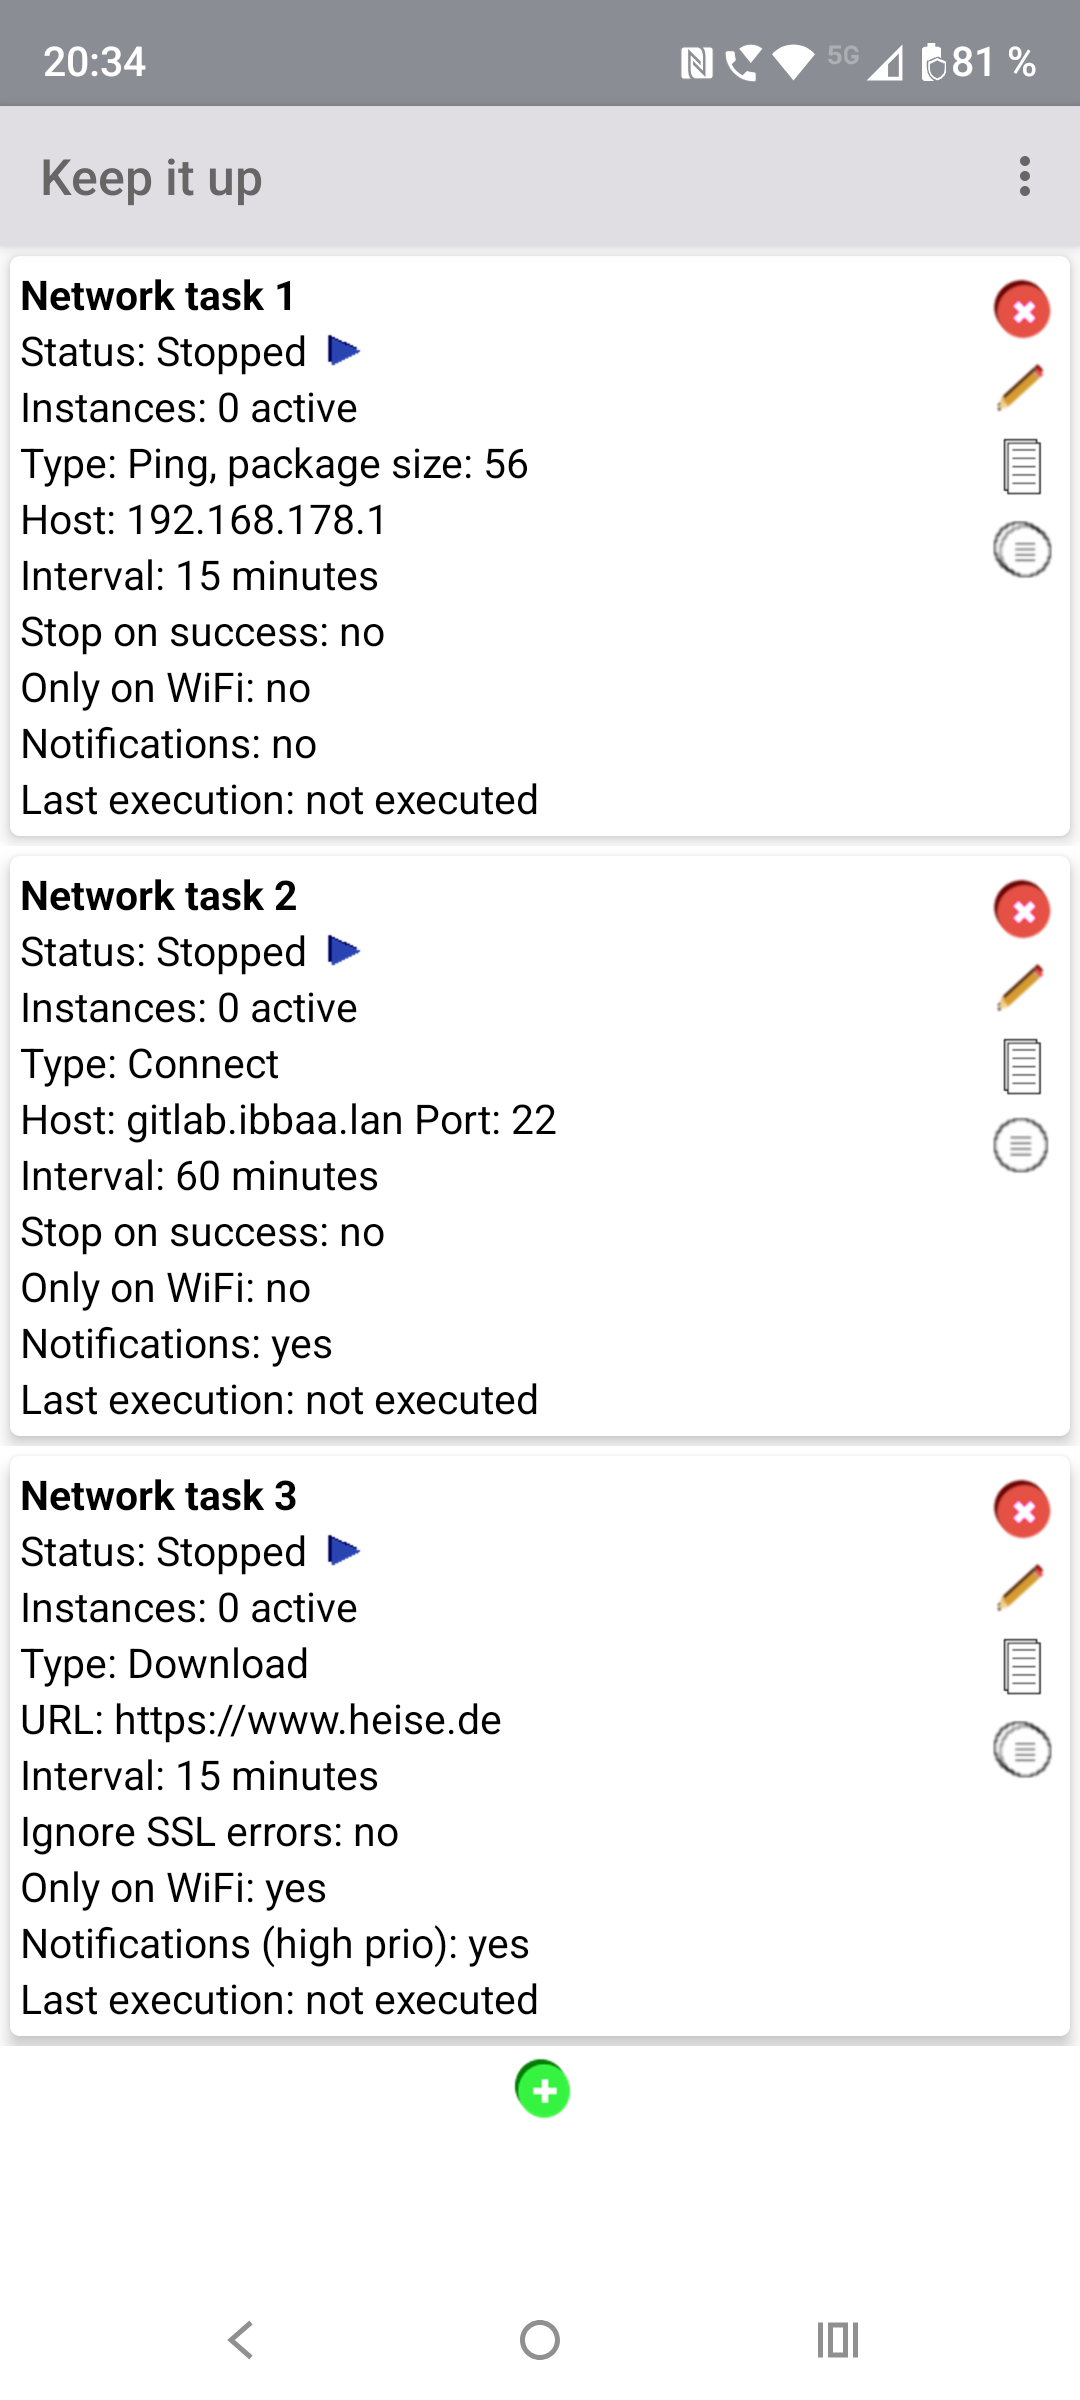 20:34
5G
81 %
Keep it up
Network task 1
Status: Stopped
Instances: 0 active
Type: Ping, package size: 56
Host: 192.168.178.1
Interval: 15 minutes
Stop on success: no
Only on WiFi: no
Notifications: no
Last execution: not executed
Network task 2
Status: Stopped
Instances: 0 active
Type: Connect
Host: gitlab.ibbaa.lan Port: 22
Interval: 60 minutes
Stop on success: no
Only on WiFi: no
Notifications: yes
Last execution: not executed
Network task 3
Status: Stopped
Instances: 0 active
Type: Download
URL: https://www.heise.de
Interval: 15 minutes
Ignore SSL errors: no
Only on WiFi: yes
Notifications (high prio): yes
Last execution: not executed